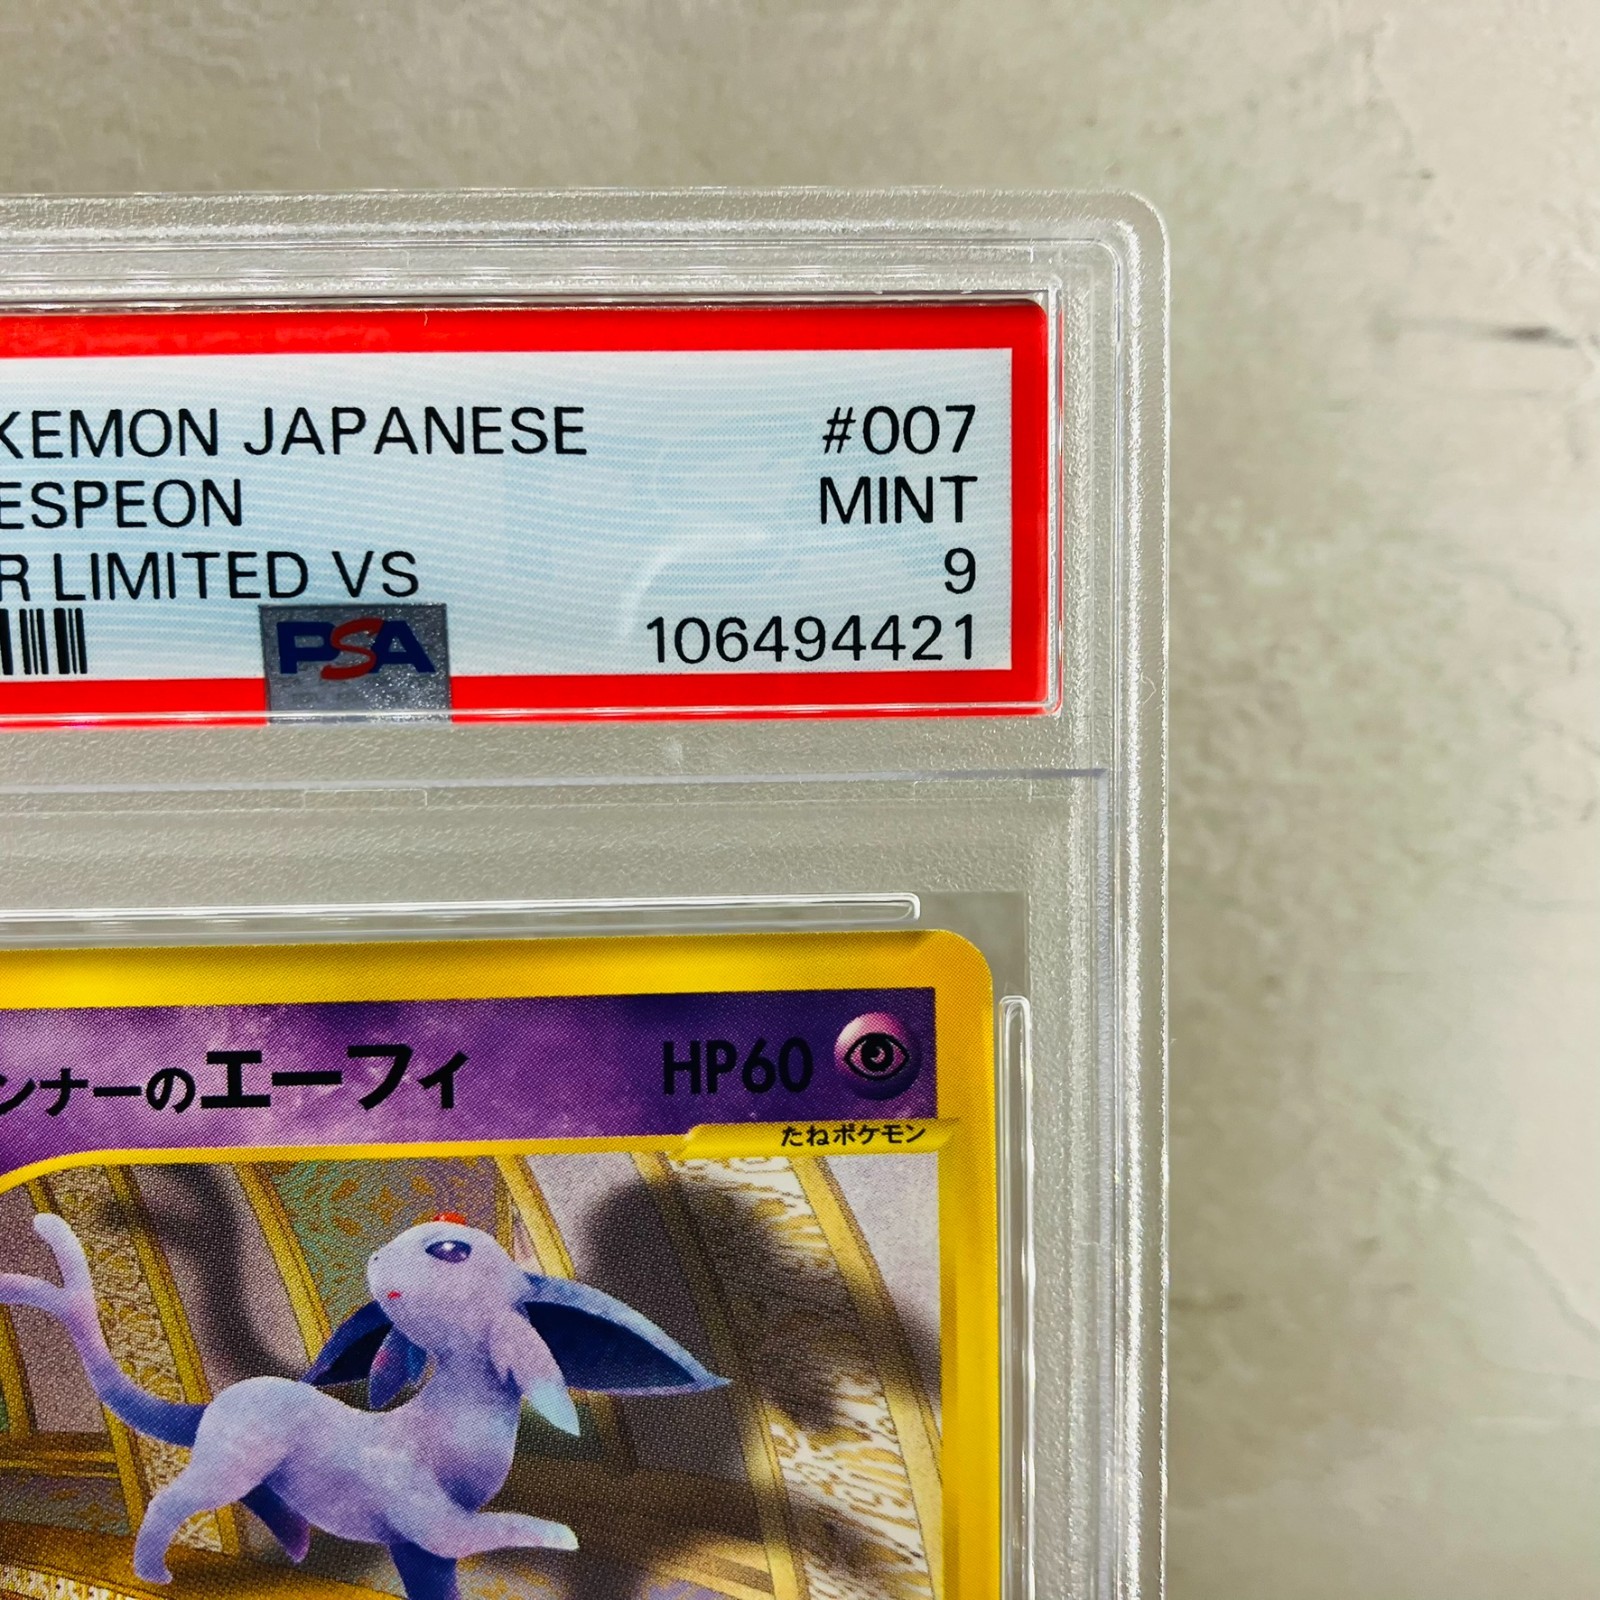 KEMON JAPANESE #007
ESPEON MINT
R LIMITED VS 9
PSA 106494421
ンナーのエーフィ HP60
たねポケモン